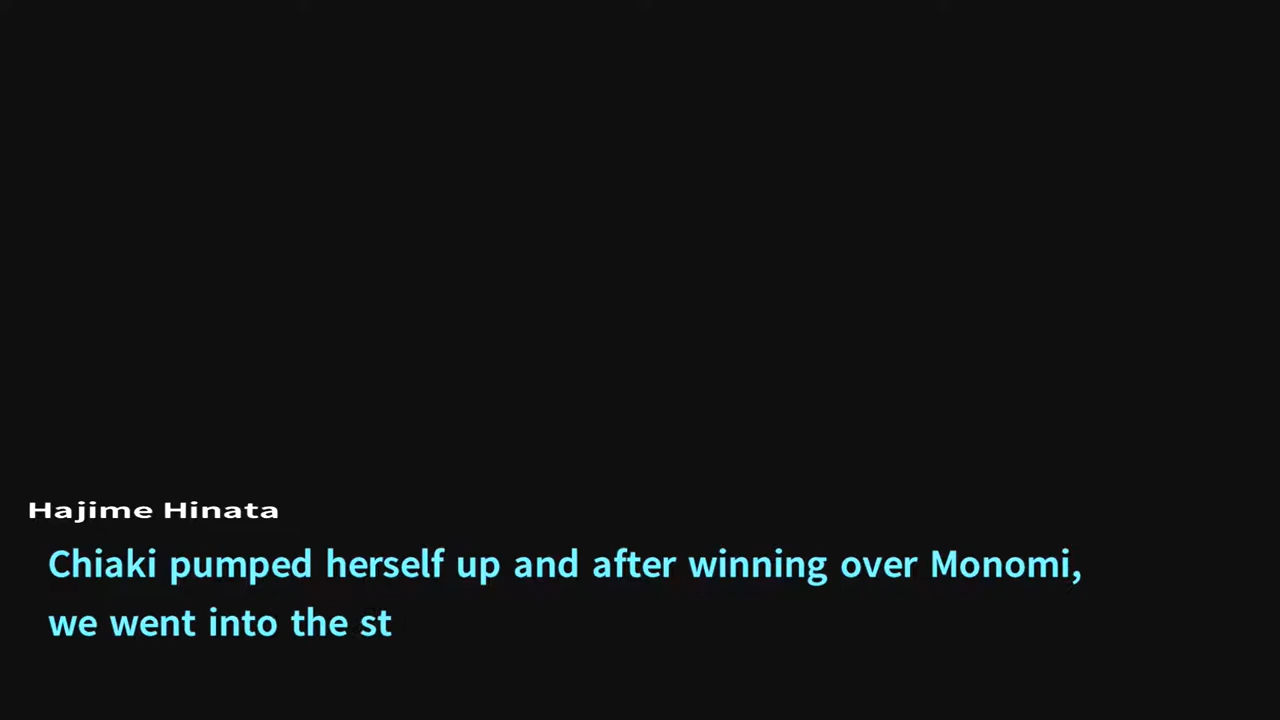 Hajime Hinata
Chiaki pumped herself up and after winning over Monomi,
we went into the st